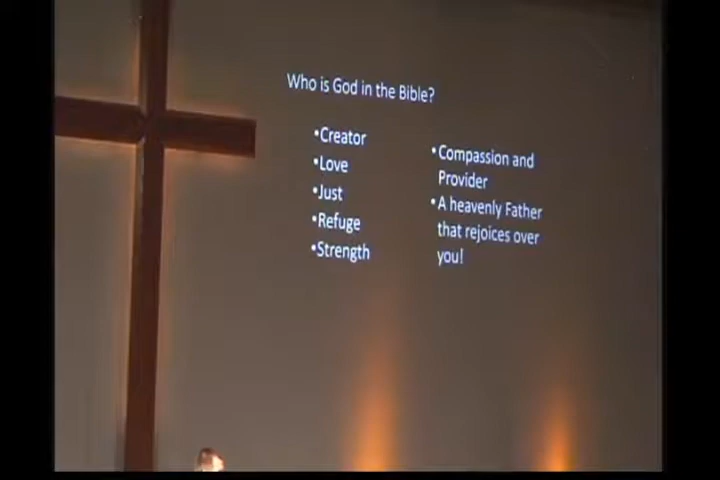 Who is God in the Bible?
•Creator
•Love
•Just
•Refuge
•Strength
•Compassion and
Provider
•A heavenly Father
that rejoices over
you!